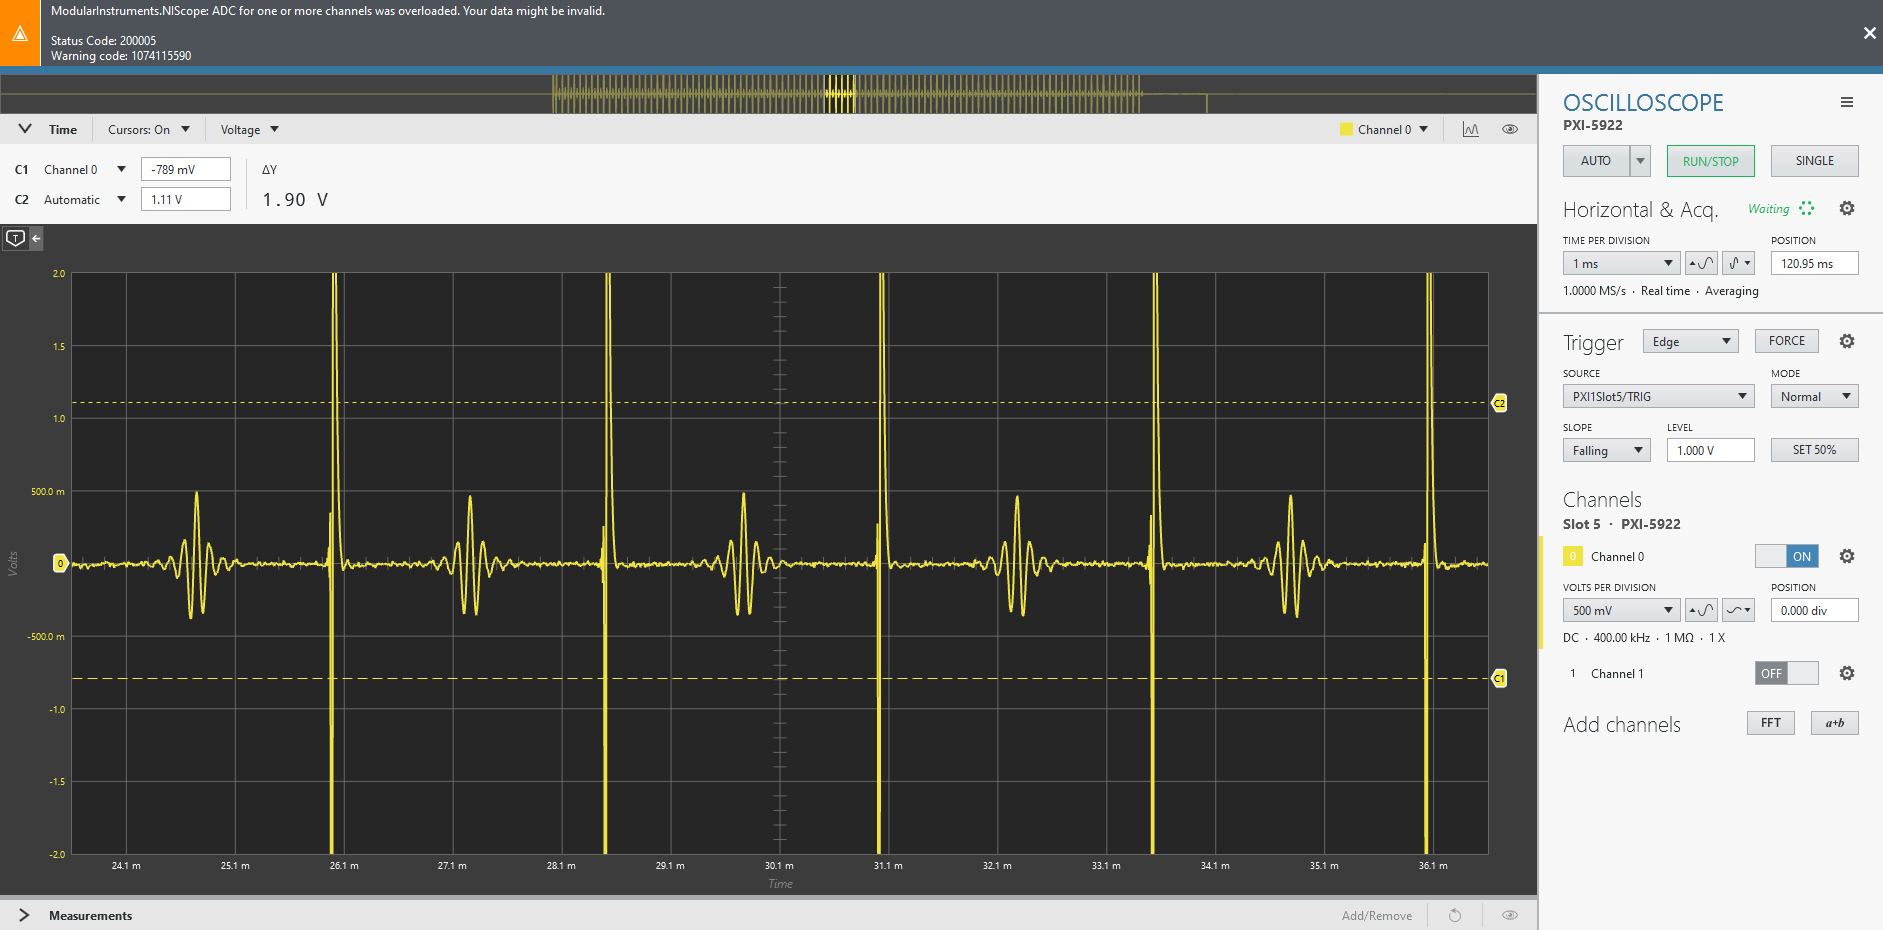 ModularInstruments.NIScope: ADC for one or more channels was overloaded. Your data might be invalid.
Status Code: 200005
Warning code: 1074115590
Time
Cursors: On
Voltage
Channel 0
C1 Channel 0 -789 mV
C2 Automatic 1.11 V
ΔY
1.90 V
T
2.0
1.5
1.0
500.0 m
0
-500.0 m
-1.0
-1.5
-2.0
Volts
C2
C1
24.1 m 25.1 m 26.1 m 27.1 m 28.1 m 29.1 m 30.1 m 31.1 m 32.1 m 33.1 m 34.1 m 35.1 m 36.1 m
Time
Measurements
Add/Remove
OSCILLOSCOPE
PXI-5922
AUTO RUN/STOP SINGLE
Horizontal & Acq. Waiting
TIME PER DIVISION POSITION
1 ms 120.95 ms
1.0000 MS/s · Real time · Averaging
Trigger Edge FORCE
SOURCE MODE
PXI1Slot5/TRIG Normal
SLOPE LEVEL
Falling 1.000 V SET 50%
Channels
Slot 5 · PXI-5922
0 Channel 0 ON
VOLTS PER DIVISION POSITION
500 mV 0.000 div
DC · 400.00 kHz · 1 MΩ · 1 X
1 Channel 1 OFF
Add channels FFT a+b